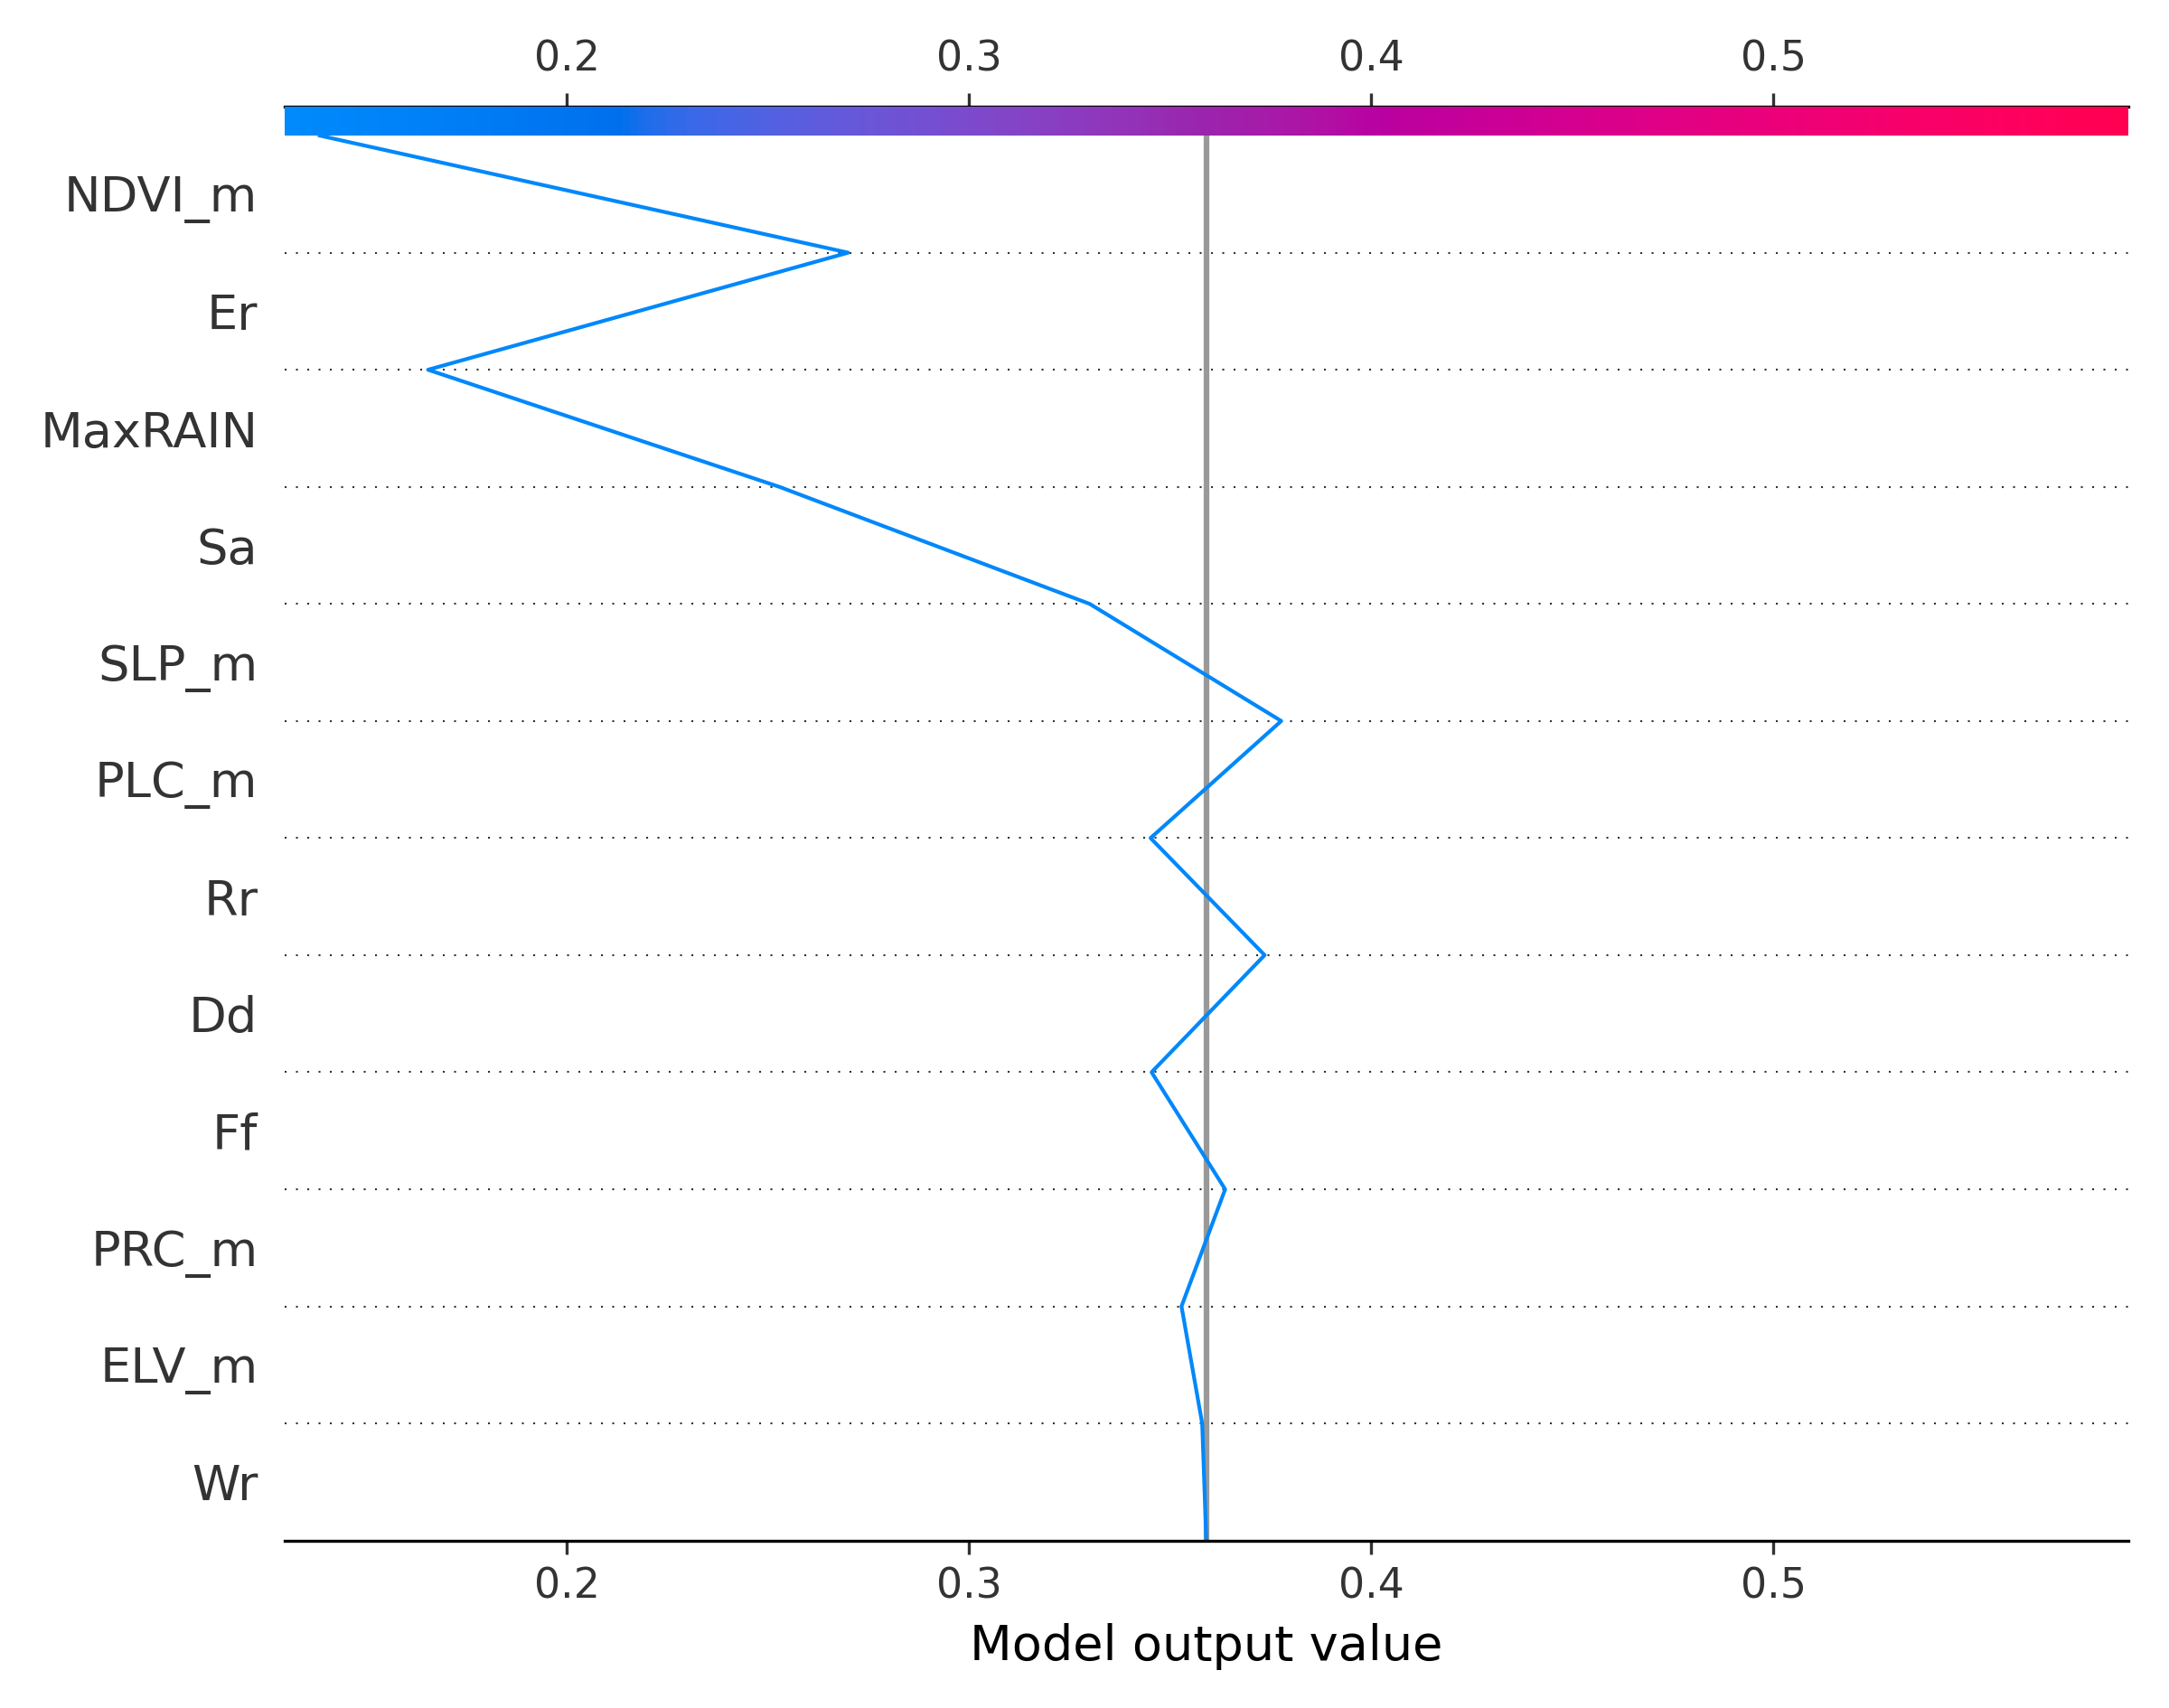 0.2 0.3 0.4 0.5
NDVI_m
Er
MaxRAIN
Sa
SLP_m
PLC_m
Rr
Dd
Ff
PRC_m
ELV_m
Wr
0.2 0.3 0.4 0.5
Model output value